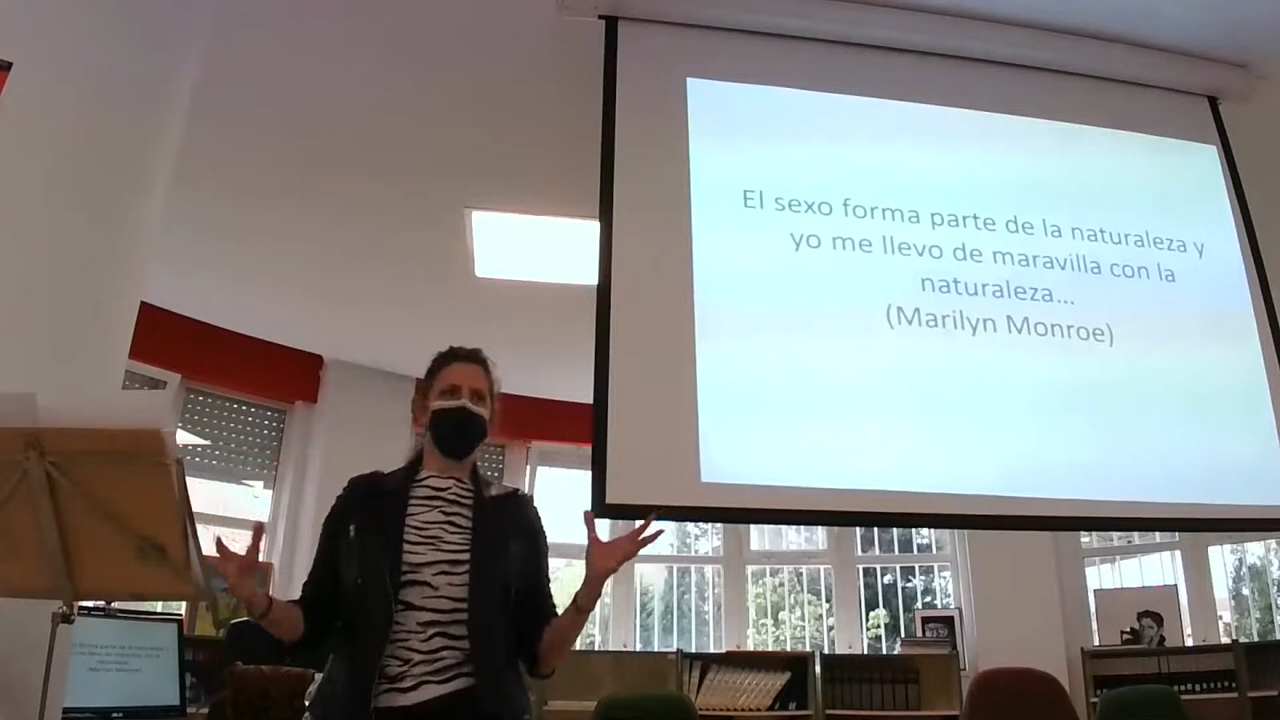 El sexo forma parte de la naturaleza y
yo me llevo de maravilla con la
naturaleza...
(Marilyn Monroe)